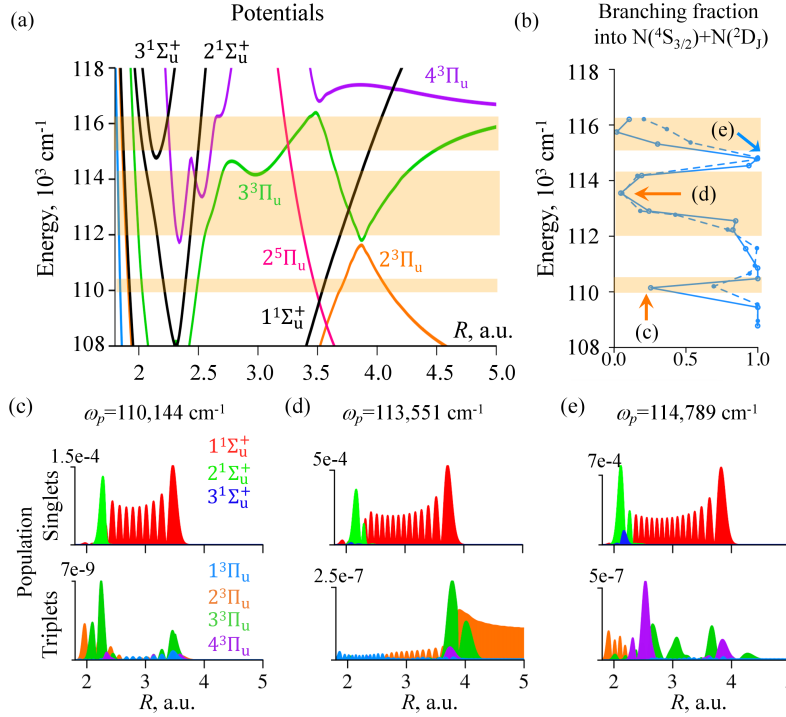 (a)
Potentials
(b)
Branching fraction
into N(⁴S₃/₂)+N(²D_J)
3¹Σᵤ⁺
2¹Σᵤ⁺
4³Πᵤ
3³Πᵤ
2⁵Πᵤ
2³Πᵤ
1¹Σᵤ⁺
R, a.u.
Energy, 10³ cm⁻¹
118
116
114
112
110
108
2
2.5
3.0
3.5
4.0
4.5
5.0
Energy, 10³ cm⁻¹
118
116
114
112
110
108
0.0
0.5
1.0
(e)
(d)
(c)
(c)
ωₚ=110,144 cm⁻¹
(d)
ωₚ=113,551 cm⁻¹
(e)
ωₚ=114,789 cm⁻¹
Population
Singlets
Triplets
1.5e-4
1¹Σᵤ⁺
2¹Σᵤ⁺
3¹Σᵤ⁺
5e-4
7e-4
7e-9
1³Πᵤ
2³Πᵤ
3³Πᵤ
4³Πᵤ
2.5e-7
5e-7
2
3
4
5
R, a.u.
2
3
4
5
R, a.u.
2
3
4
5
R, a.u.